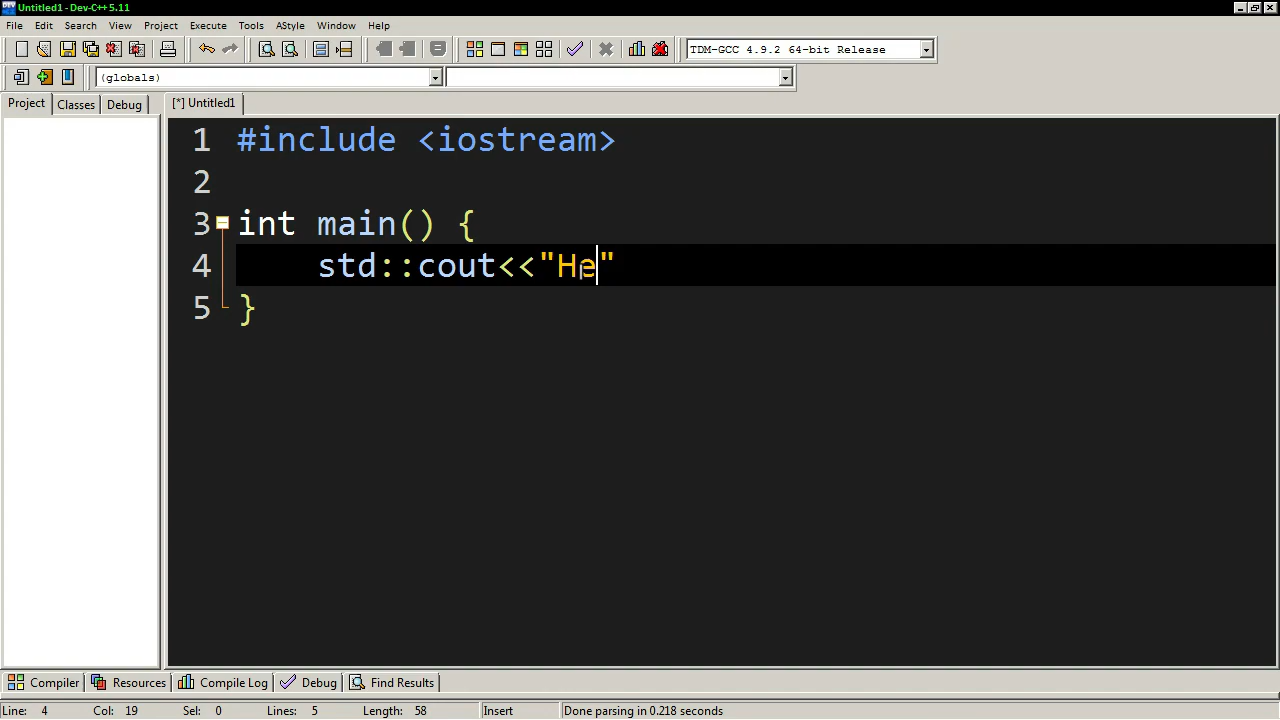 Untitled1 - Dev-C++ 5.11
File Edit Search View Project Execute Tools AStyle Window Help
TDM-GCC 4.9.2 64-bit Release
(globals)
Project Classes Debug [*] Untitled1
1 #include <iostream>
2
3 int main() {
4 std::cout<<"He"
5 }
Compiler Resources Compile Log Debug Find Results
Line: 4 Col: 19 Sel: 0 Lines: 5 Length: 58 Insert Done parsing in 0.218 seconds